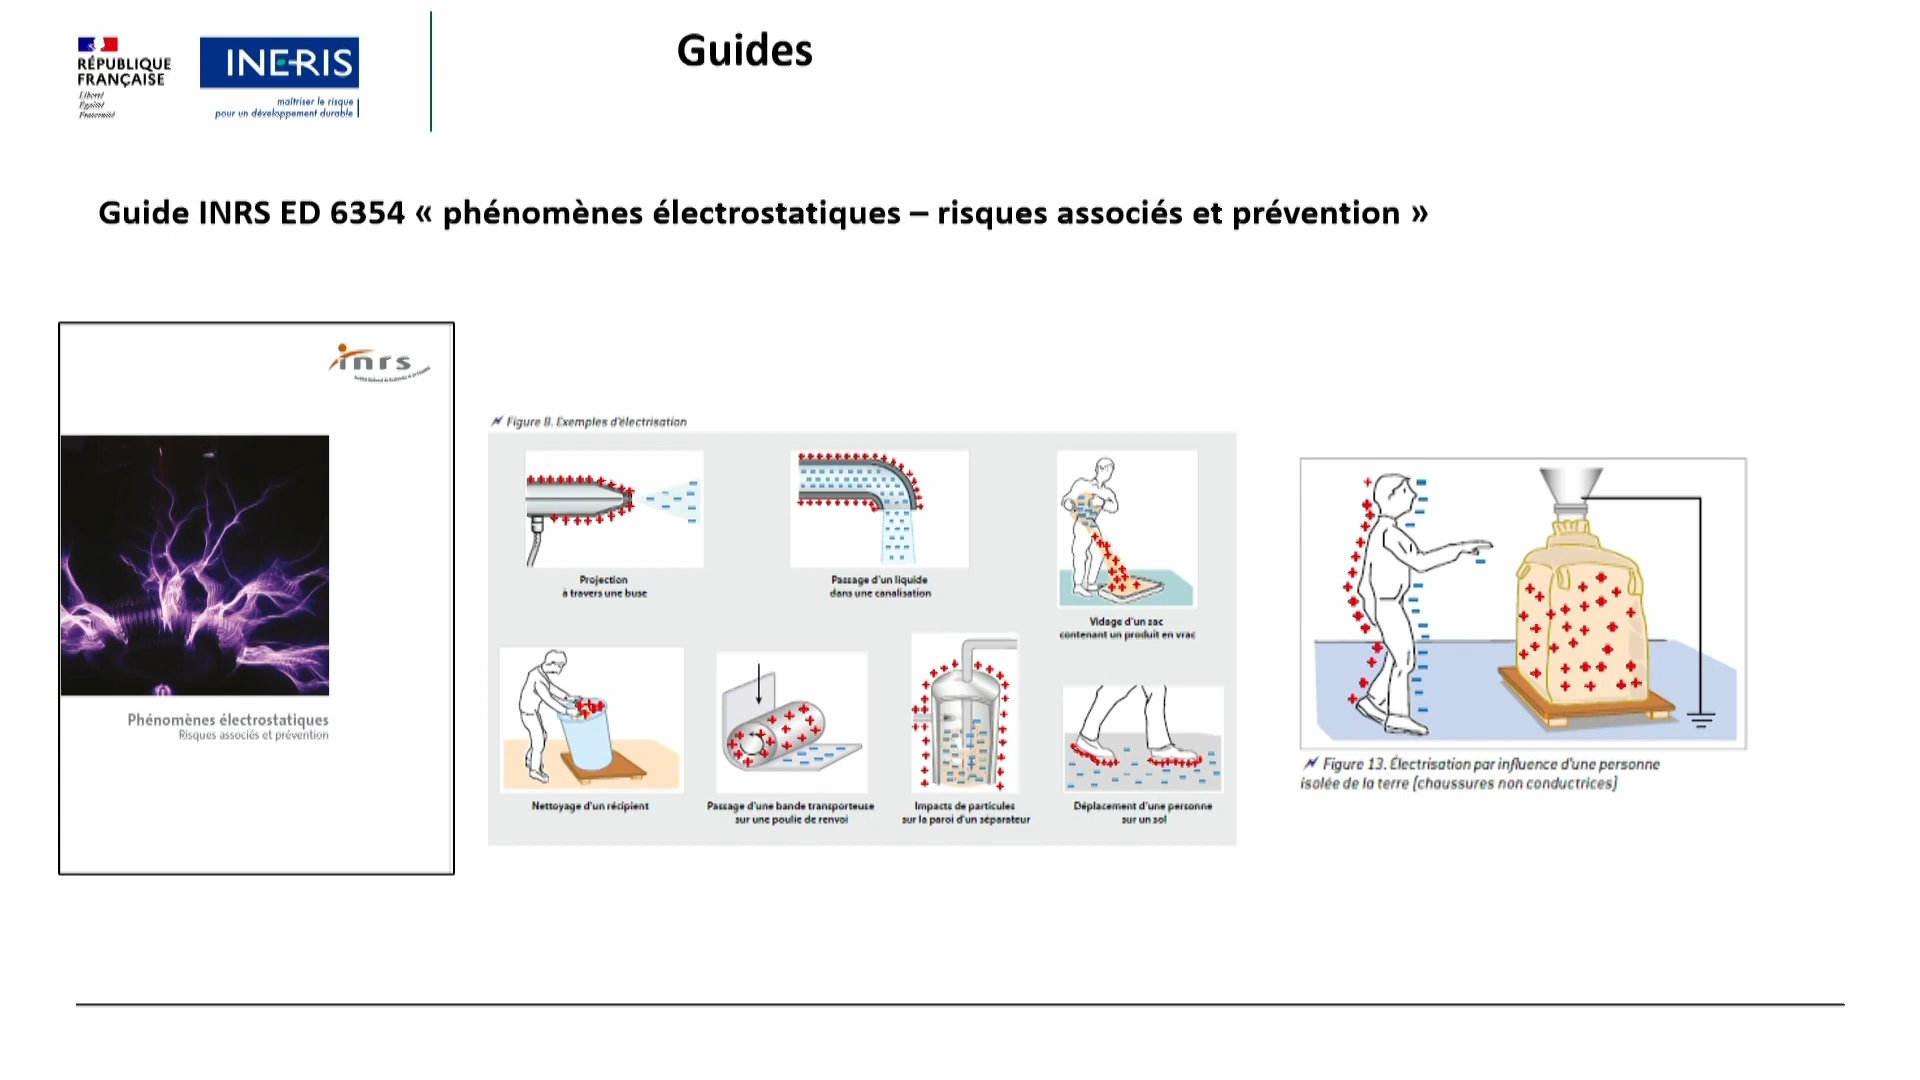 RÉPUBLIQUE
FRANÇAISE
Liberté
Égalité
Fraternité
INERIS
maîtriser le risque
pour un développement durable
Guides
Guide INRS ED 6354 « phénomènes électrostatiques – risques associés et prévention »
inrs
Phénomènes électrostatiques
Risques associés et prévention
Figure 8. Exemples d'électrisation
Projection
à travers une buse
Passage d'un liquide
dans une canalisation
Vidage d'un sac
contenant un produit en vrac
Nettoyage d'un récipient
Passage d'une bande transporteuse
sur une poulie de renvoi
Impacts de particules
sur la paroi d'un séparateur
Déplacement d'une personne
sur un sol
Figure 13. Électrisation par influence d'une personne
isolée de la terre (chaussures non conductrices)